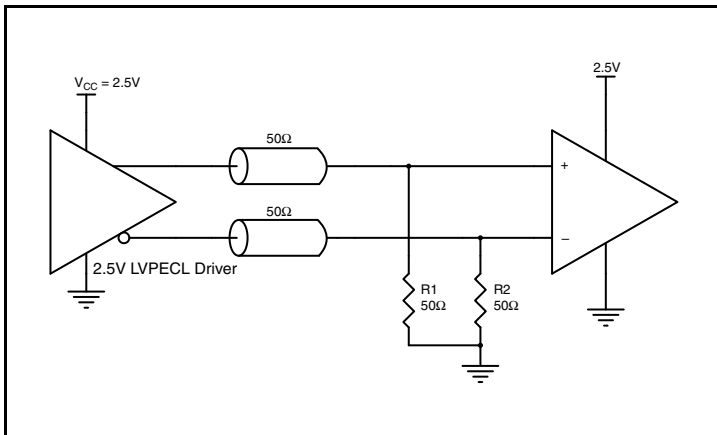 V_CC = 2.5V
2.5V
50Ω
+
50Ω
–
2.5V LVPECL Driver
R1
50Ω
R2
50Ω